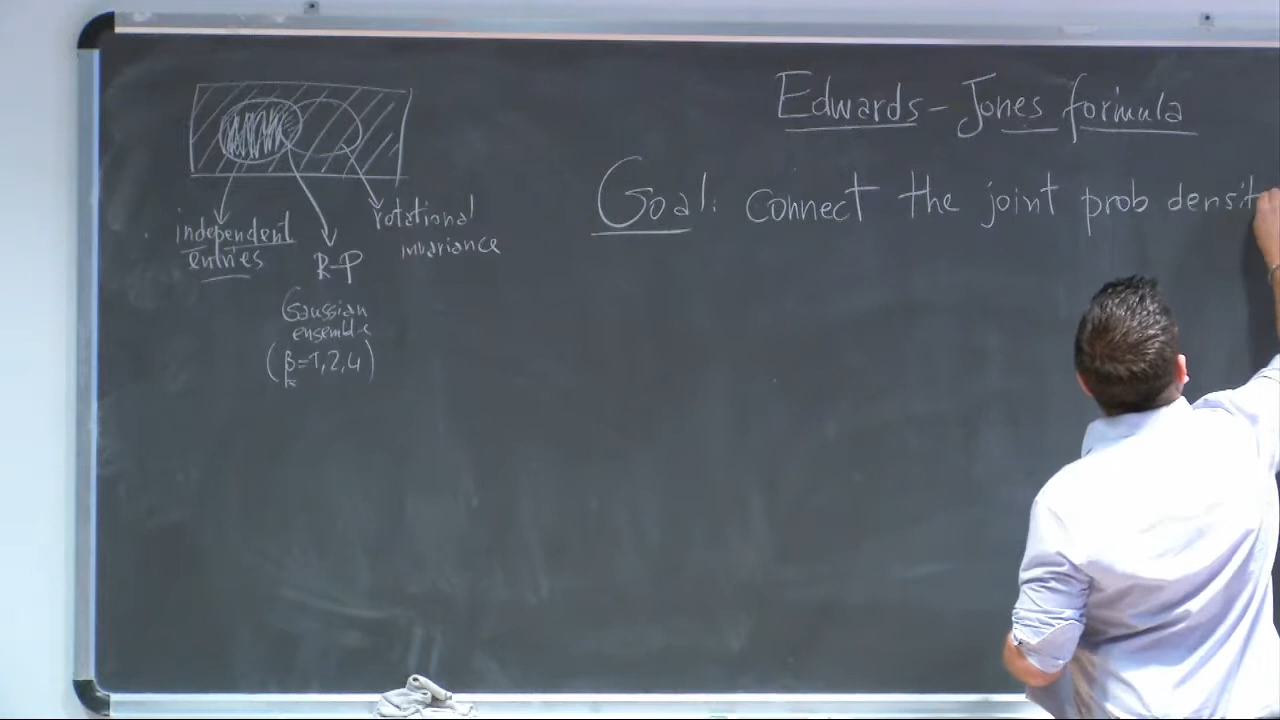 Edwards-Jones formula
Goal: connect the joint prob densit
independent
entries
R-P
rotational
invariance
Gaussian
ensemble
(β=1,2,4)